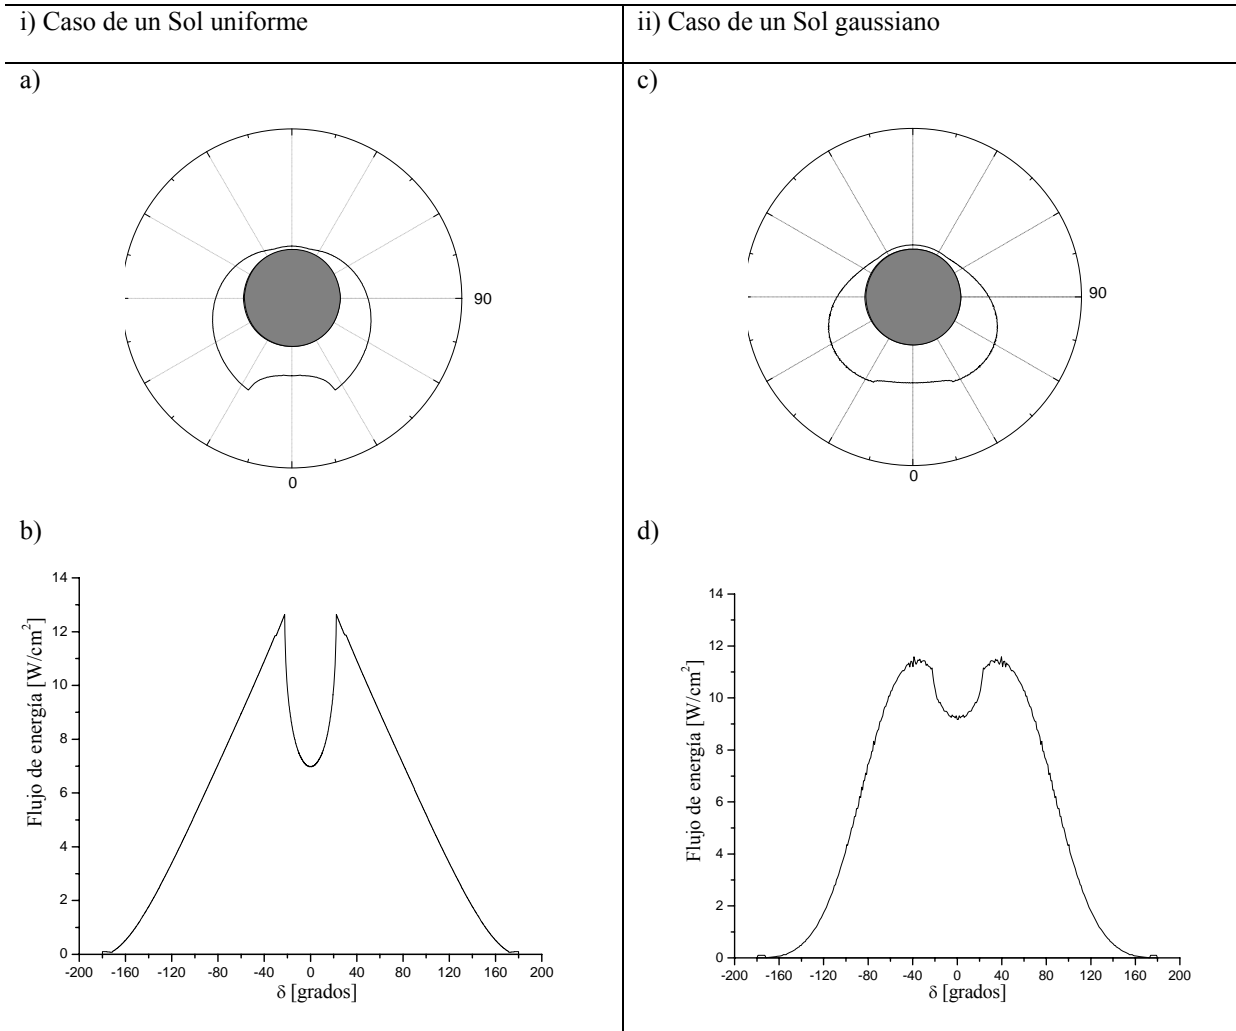 i) Caso de un Sol uniforme
ii) Caso de un Sol gaussiano
a)
90
0
c)
90
0
b)
14
12
10
8
6
4
2
0
-200 -160 -120 -80 -40 0 40 80 120 160 200
Flujo de energía [W/cm²]
δ [grados]
d)
14
12
10
8
6
4
2
0
-200 -160 -120 -80 -40 0 40 80 120 160 200
Flujo de energía [W/cm²]
δ [grados]